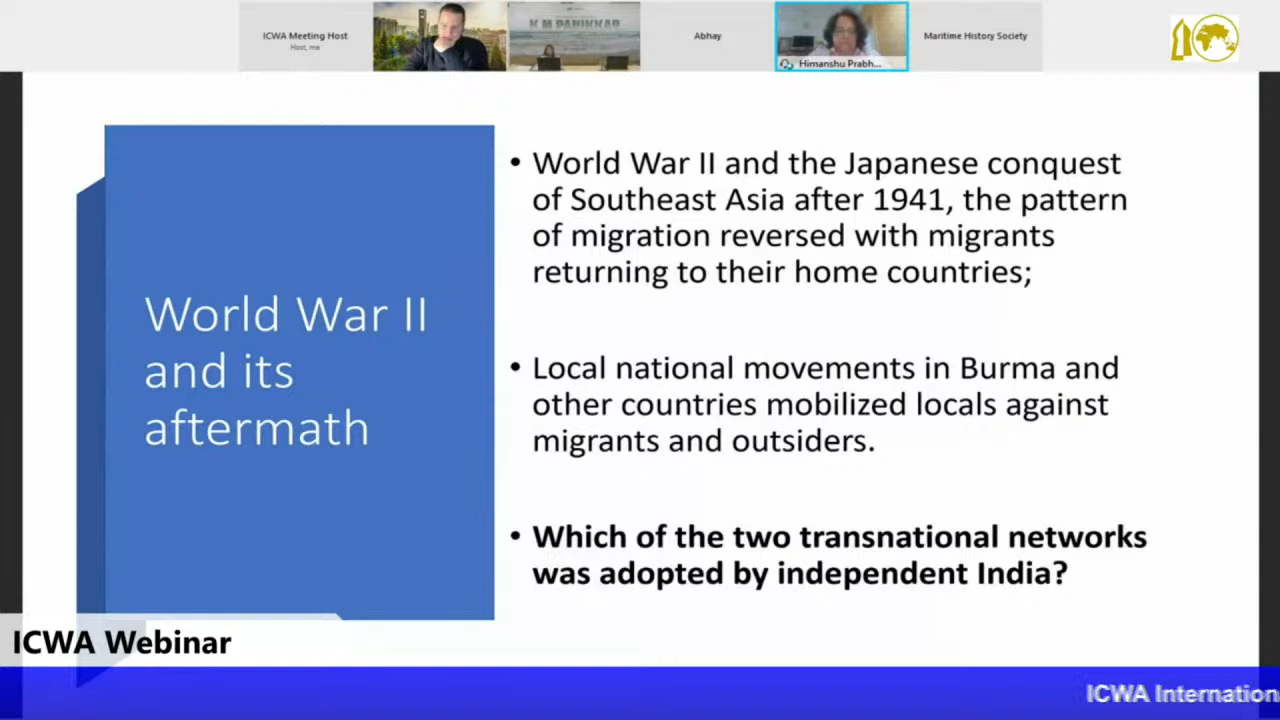 ICWA Meeting Host
Host, me
K M PANIKKAR
Abhay
Himanshu Prabh...
Maritime History Society
World War II
and its
aftermath
• World War II and the Japanese conquest
of Southeast Asia after 1941, the pattern
of migration reversed with migrants
returning to their home countries;
• Local national movements in Burma and
other countries mobilized locals against
migrants and outsiders.
• Which of the two transnational networks
was adopted by independent India?
ICWA Webinar
ICWA Internation